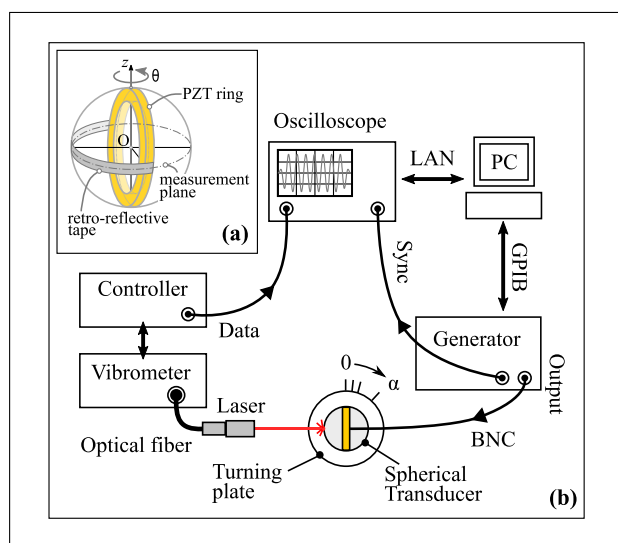 z
θ
PZT ring
O
measurement
plane
retro-reflective
tape
(a)
Oscilloscope
LAN
PC
Sync
GPIB
Controller
Data
Generator
Output
Vibrometer
0
α
Laser
Optical fiber
BNC
Turning
plate
Spherical
Transducer
(b)